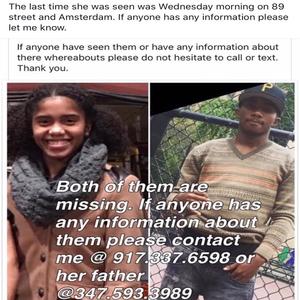 The last time she was seen was Wednesday morning on 89
street and Amsterdam. If anyone has any information please
let me know.
If anyone have seen them or have any information about
there whereabouts please do not hesitate to call or text.
Thank you.
P
Both of them are
missing. If anyone has
any information about
them please contact
me @ 917.337.6598 or
her father
@347.593.3989